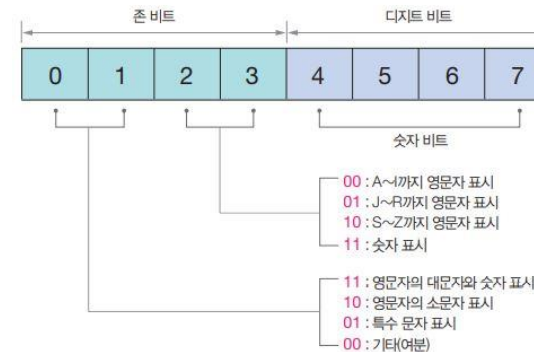 존 비트 디지트 비트
0 1 2 3 4 5 6 7
숫자 비트
00 : A~I까지 영문자 표시
01 : J~R까지 영문자 표시
10 : S~Z까지 영문자 표시
11 : 숫자 표시
11 : 영문자의 대문자와 숫자 표시
10 : 영문자의 소문자 표시
01 : 특수 문자 표시
00 : 기타(여분)